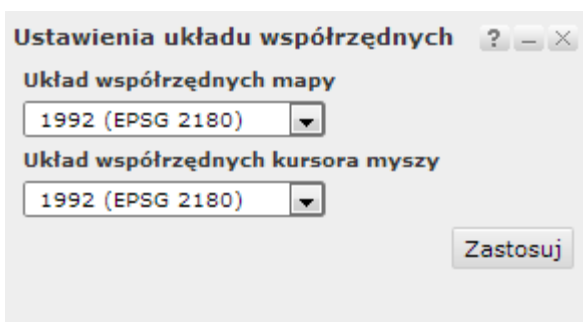 Ustawienia układu współrzędnych ?
Układ współrzędnych mapy
1992 (EPSG 2180)
Układ współrzędnych kursora myszy
1992 (EPSG 2180)
Zastosuj